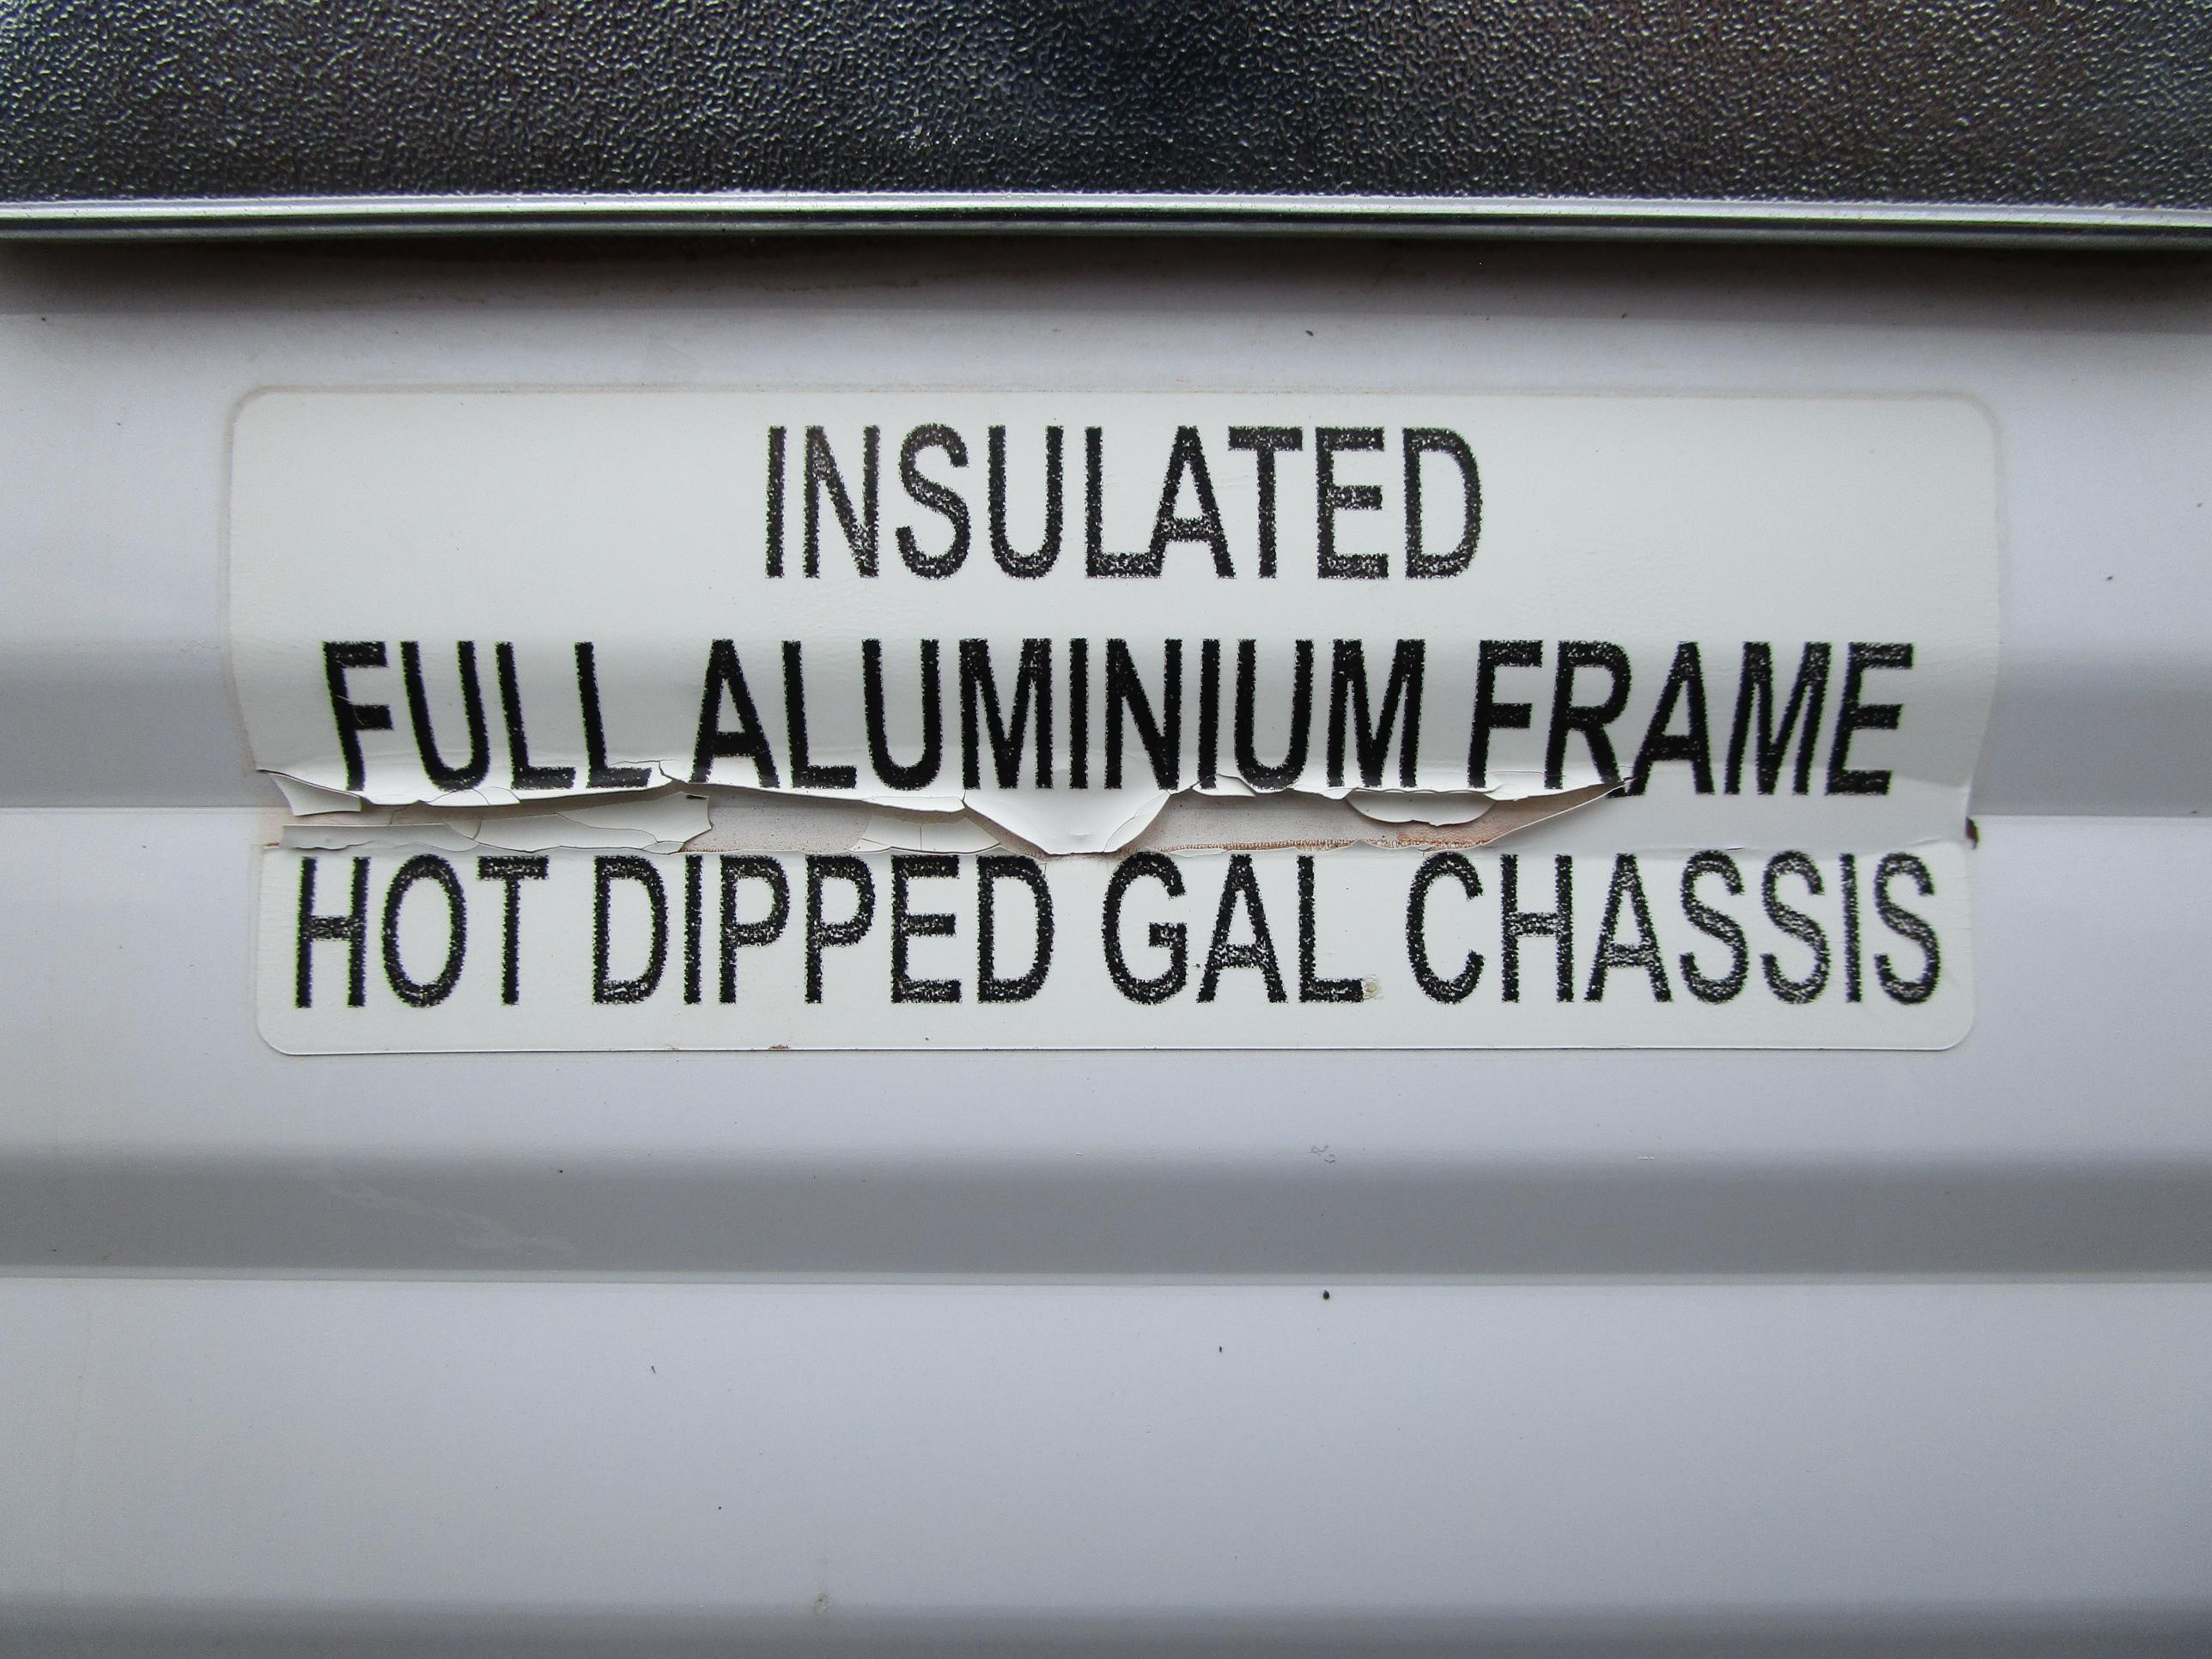 INSULATED
FULL ALUMINIUM FRAME
HOT DIPPED GAL CHASSIS